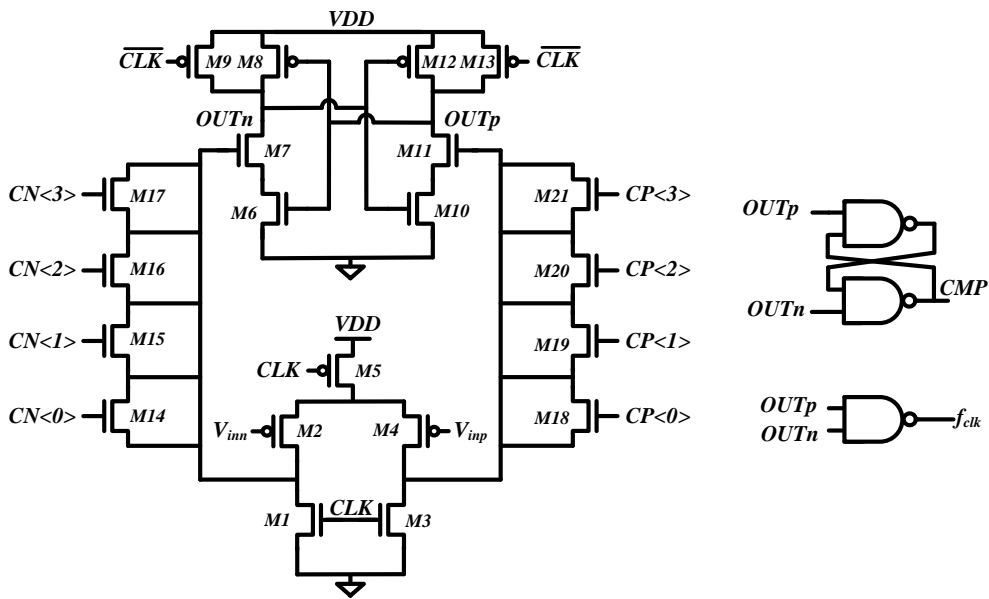 VDD
CLK M9 M8 M12 M13 CLK
OUTn OUTp
M7 M11
CN<3> M17 M21 CP<3>
M6 M10
OUTp
CN<2> M16 M20 CP<2>
CMP
OUTn
VDD
CN<1> M15 M19 CP<1>
CLK M5
CN<0> M14 M18 CP<0>
Vinn M2 M4 Vinp
OUTp
OUTn
fclk
M1 CLK M3